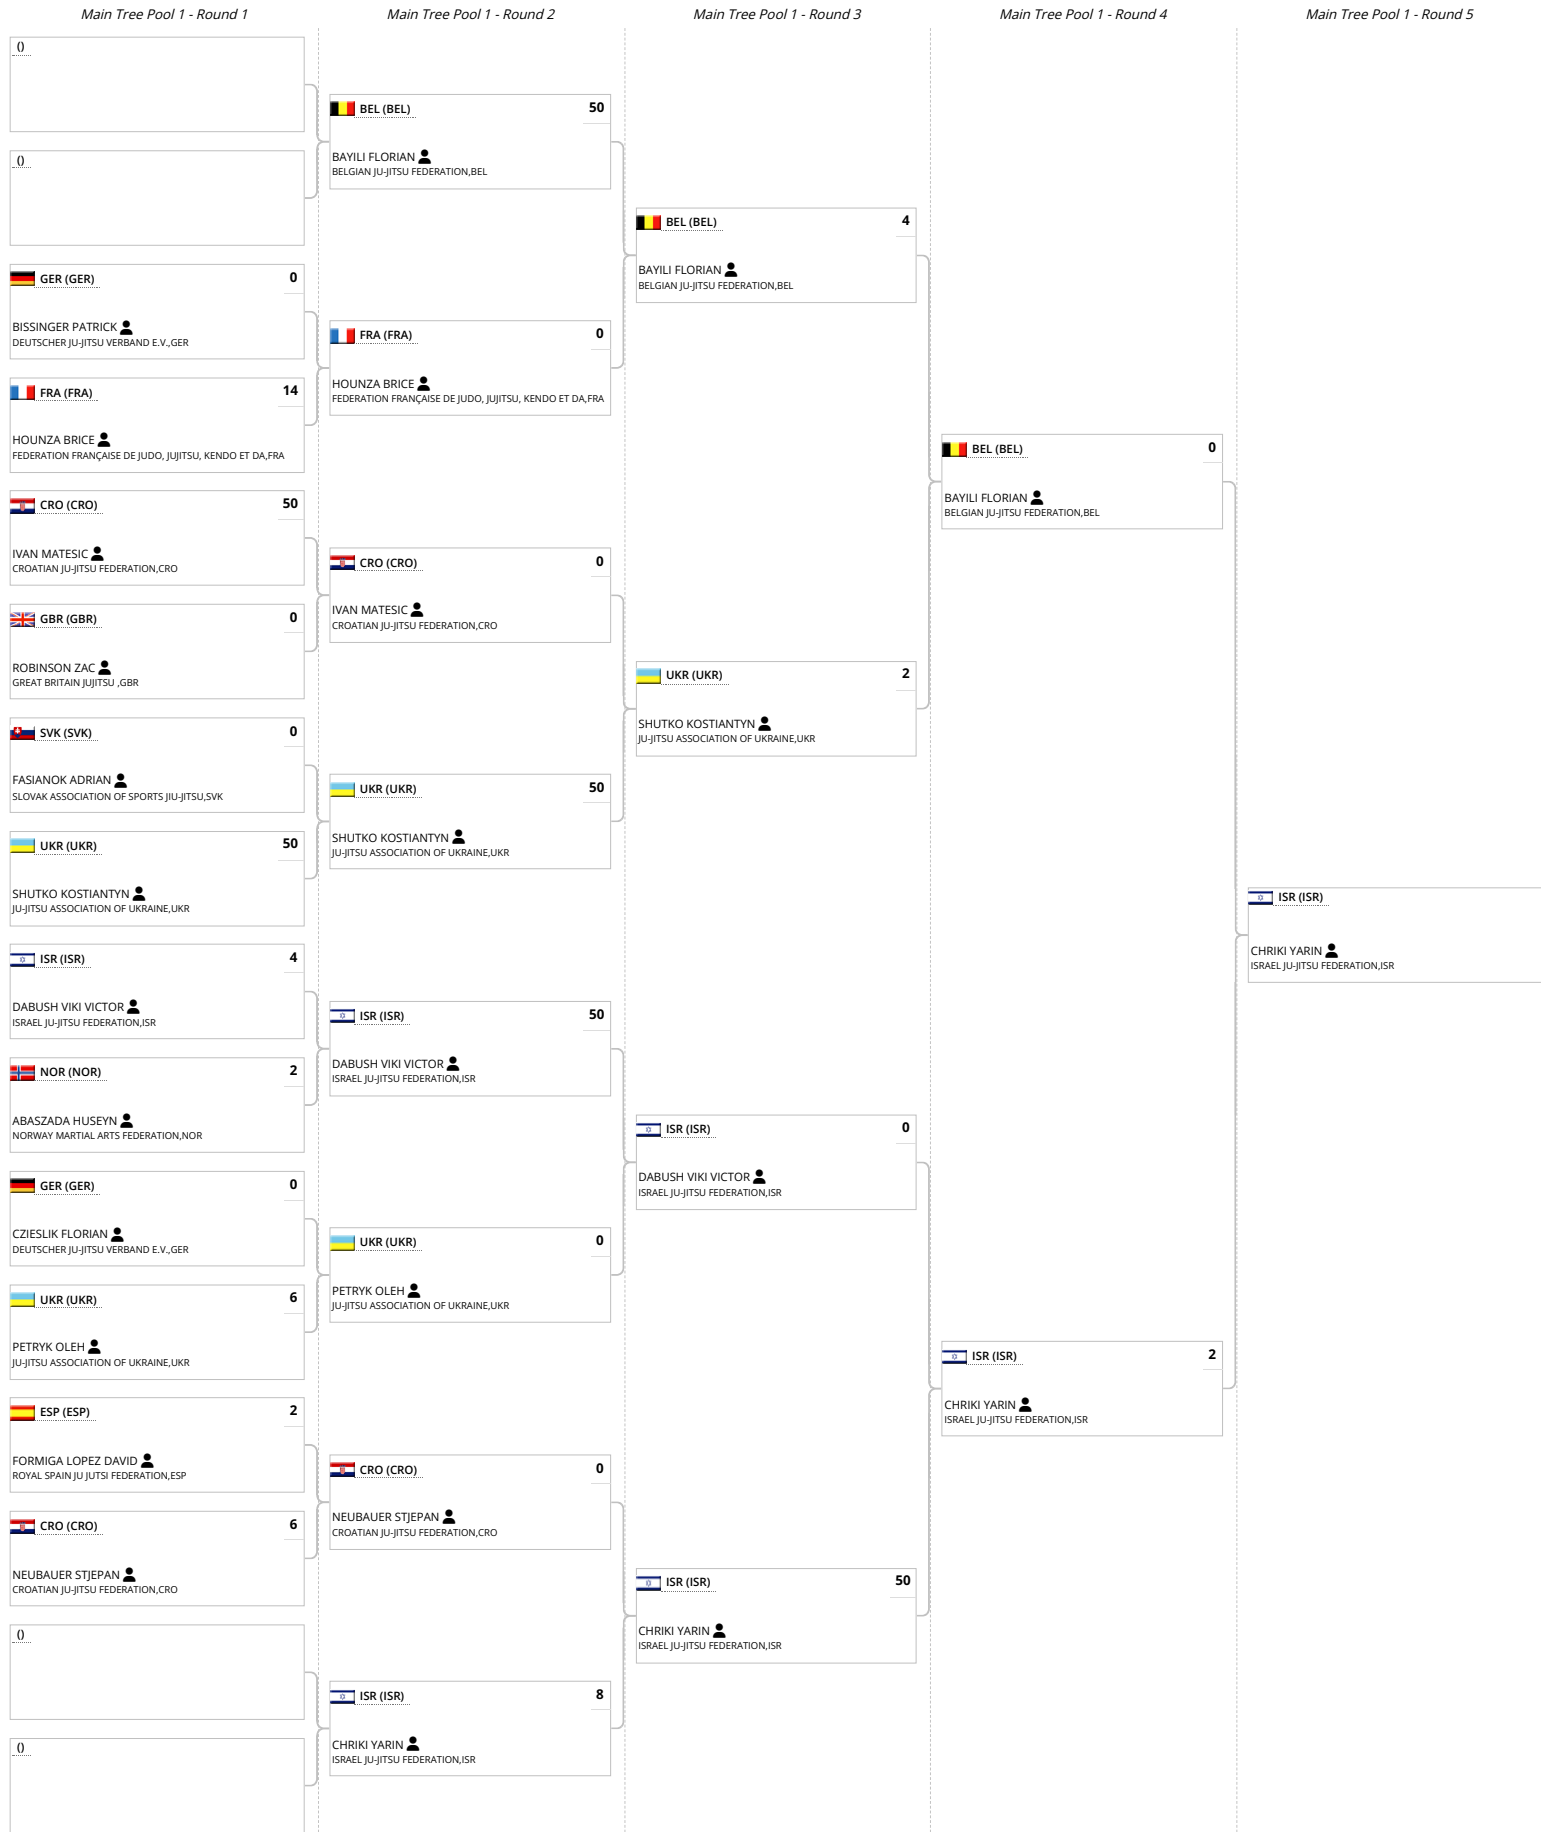 Main Tree Pool 1 - Round 1
Main Tree Pool 1 - Round 2
Main Tree Pool 1 - Round 3
Main Tree Pool 1 - Round 4
Main Tree Pool 1 - Round 5
()
()
GER (GER) 0
BISSINGER PATRICK
DEUTSCHER JU-JITSU VERBAND E.V.,GER
FRA (FRA) 14
HOUNZA BRICE
FEDERATION FRANÇAISE DE JUDO, JUJITSU, KENDO ET DA,FRA
CRO (CRO) 50
IVAN MATESIC
CROATIAN JU-JITSU FEDERATION,CRO
GBR (GBR) 0
ROBINSON ZAC
GREAT BRITAIN JUJITSU ,GBR
SVK (SVK) 0
FASIANOK ADRIAN
SLOVAK ASSOCIATION OF SPORTS JIU-JITSU,SVK
UKR (UKR) 50
SHUTKO KOSTIANTYN
JU-JITSU ASSOCIATION OF UKRAINE,UKR
ISR (ISR) 4
DABUSH VIKI VICTOR
ISRAEL JU-JITSU FEDERATION,ISR
NOR (NOR) 2
ABASZADA HUSEYN
NORWAY MARTIAL ARTS FEDERATION,NOR
GER (GER) 0
CZIESLIK FLORIAN
DEUTSCHER JU-JITSU VERBAND E.V.,GER
UKR (UKR) 6
PETRYK OLEH
JU-JITSU ASSOCIATION OF UKRAINE,UKR
ESP (ESP) 2
FORMIGA LOPEZ DAVID
ROYAL SPAIN JU JUTSI FEDERATION,ESP
CRO (CRO) 6
NEUBAUER STJEPAN
CROATIAN JU-JITSU FEDERATION,CRO
()
()
BEL (BEL) 50
BAYILI FLORIAN
BELGIAN JU-JITSU FEDERATION,BEL
FRA (FRA) 0
HOUNZA BRICE
FEDERATION FRANÇAISE DE JUDO, JUJITSU, KENDO ET DA,FRA
CRO (CRO) 0
IVAN MATESIC
CROATIAN JU-JITSU FEDERATION,CRO
UKR (UKR) 50
SHUTKO KOSTIANTYN
JU-JITSU ASSOCIATION OF UKRAINE,UKR
ISR (ISR) 50
DABUSH VIKI VICTOR
ISRAEL JU-JITSU FEDERATION,ISR
UKR (UKR) 0
PETRYK OLEH
JU-JITSU ASSOCIATION OF UKRAINE,UKR
CRO (CRO) 0
NEUBAUER STJEPAN
CROATIAN JU-JITSU FEDERATION,CRO
ISR (ISR) 8
CHRIKI YARIN
ISRAEL JU-JITSU FEDERATION,ISR
BEL (BEL) 4
BAYILI FLORIAN
BELGIAN JU-JITSU FEDERATION,BEL
UKR (UKR) 2
SHUTKO KOSTIANTYN
JU-JITSU ASSOCIATION OF UKRAINE,UKR
ISR (ISR) 0
DABUSH VIKI VICTOR
ISRAEL JU-JITSU FEDERATION,ISR
ISR (ISR) 50
CHRIKI YARIN
ISRAEL JU-JITSU FEDERATION,ISR
BEL (BEL) 0
BAYILI FLORIAN
BELGIAN JU-JITSU FEDERATION,BEL
ISR (ISR) 2
CHRIKI YARIN
ISRAEL JU-JITSU FEDERATION,ISR
ISR (ISR)
CHRIKI YARIN
ISRAEL JU-JITSU FEDERATION,ISR